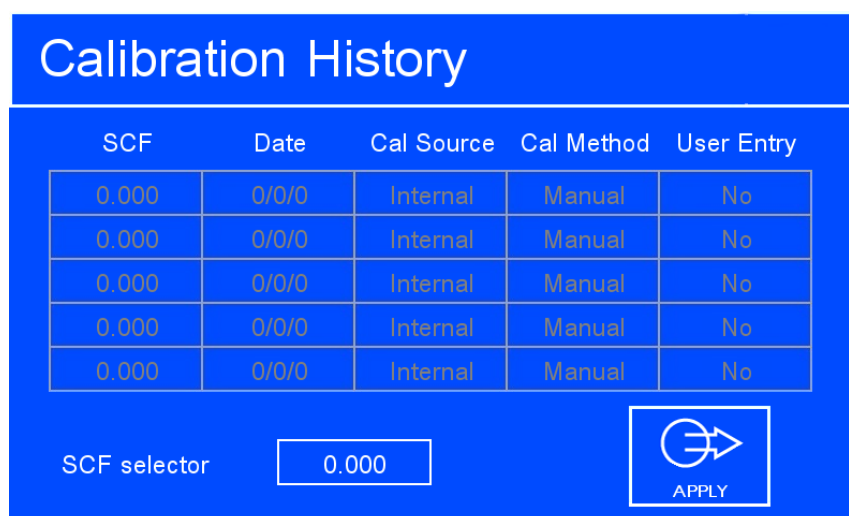 Calibration History
SCF Date Cal Source Cal Method User Entry
0.000 0/0/0 Internal Manual No
0.000 0/0/0 Internal Manual No
0.000 0/0/0 Internal Manual No
0.000 0/0/0 Internal Manual No
0.000 0/0/0 Internal Manual No
SCF selector 0.000
APPLY